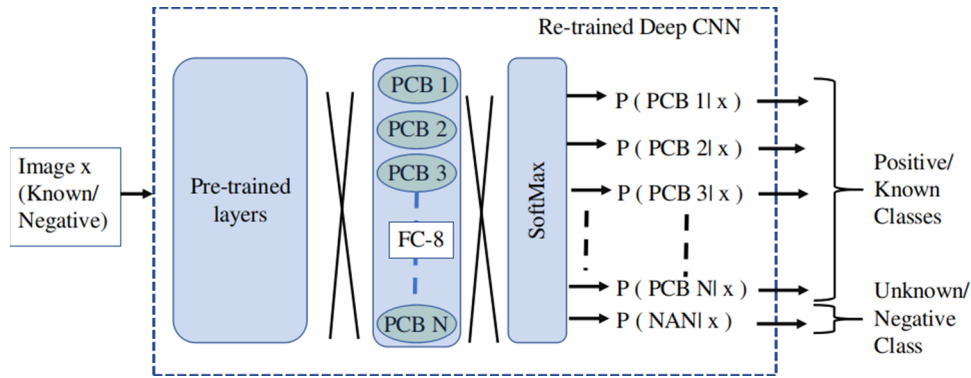 Re-trained Deep CNN
Image x
(Known/
Negative)
Pre-trained
layers
PCB 1
PCB 2
PCB 3
FC-8
PCB N
SoftMax
P ( PCB 1| x )
P ( PCB 2| x )
P ( PCB 3| x )
P ( PCB N| x )
P ( NAN| x )
Positive/
Known
Classes
Unknown/
Negative
Class